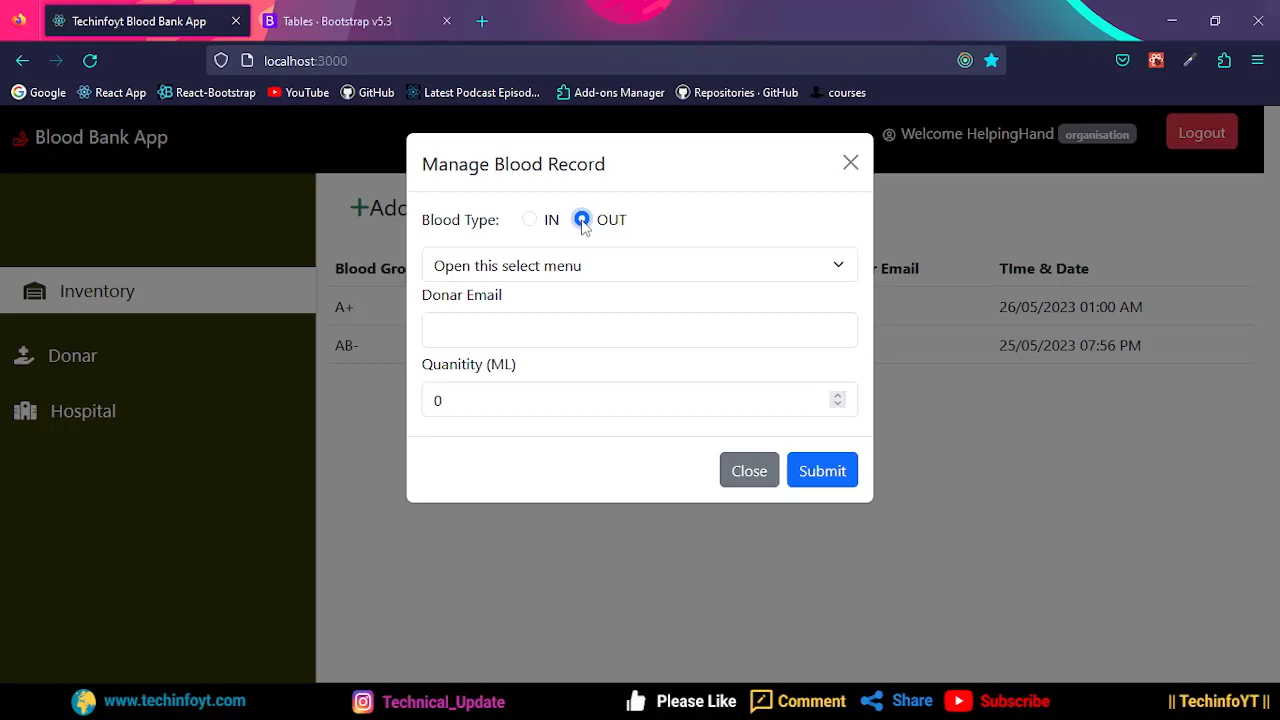 Techinfoyt Blood Bank App
B Tables · Bootstrap v5.3
localhost:3000
Google
React App
React-Bootstrap
YouTube
GitHub
Latest Podcast Episod...
Add-ons Manager
Repositories · GitHub
courses
Blood Bank App
Welcome HelpingHand organisation
Logout
Manage Blood Record
Blood Type: IN OUT
Open this select menu
Donar Email
Quanitity (ML)
0
Close
Submit
Inventory
Donar
Hospital
+Add
Blood Gro
r Email
TIme & Date
A+
26/05/2023 01:00 AM
AB-
25/05/2023 07:56 PM
www.techinfoyt.com
Technical_Update
Please Like
Comment
Share
Subscribe
|| TechinfoYT ||